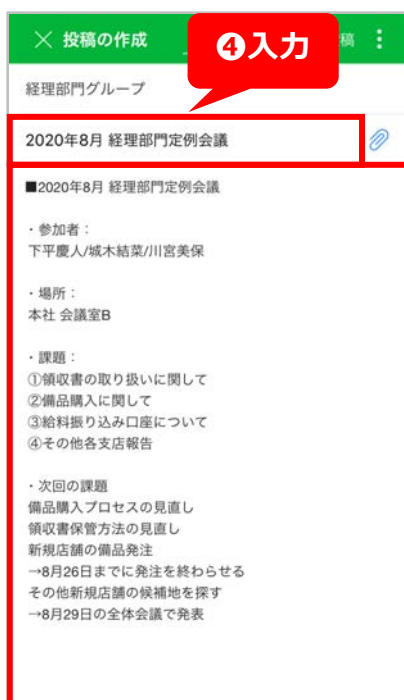 投稿の作成
❹入力
稿
経理部門グループ
2020年8月 経理部門定例会議
■2020年8月 経理部門定例会議
・参加者：
下平慶人/城木結菜/川宮美保
・場所：
本社 会議室B
・課題：
①領収書の取り扱いに関して
②備品購入に関して
③給料振り込み口座について
④その他各支店報告
・次回の課題
備品購入プロセスの見直し
領収書保管方法の見直し
新規店舗の備品発注
→8月26日までに発注を終わらせる
その他新規店舗の候補地を探す
→8月29日の全体会議で発表